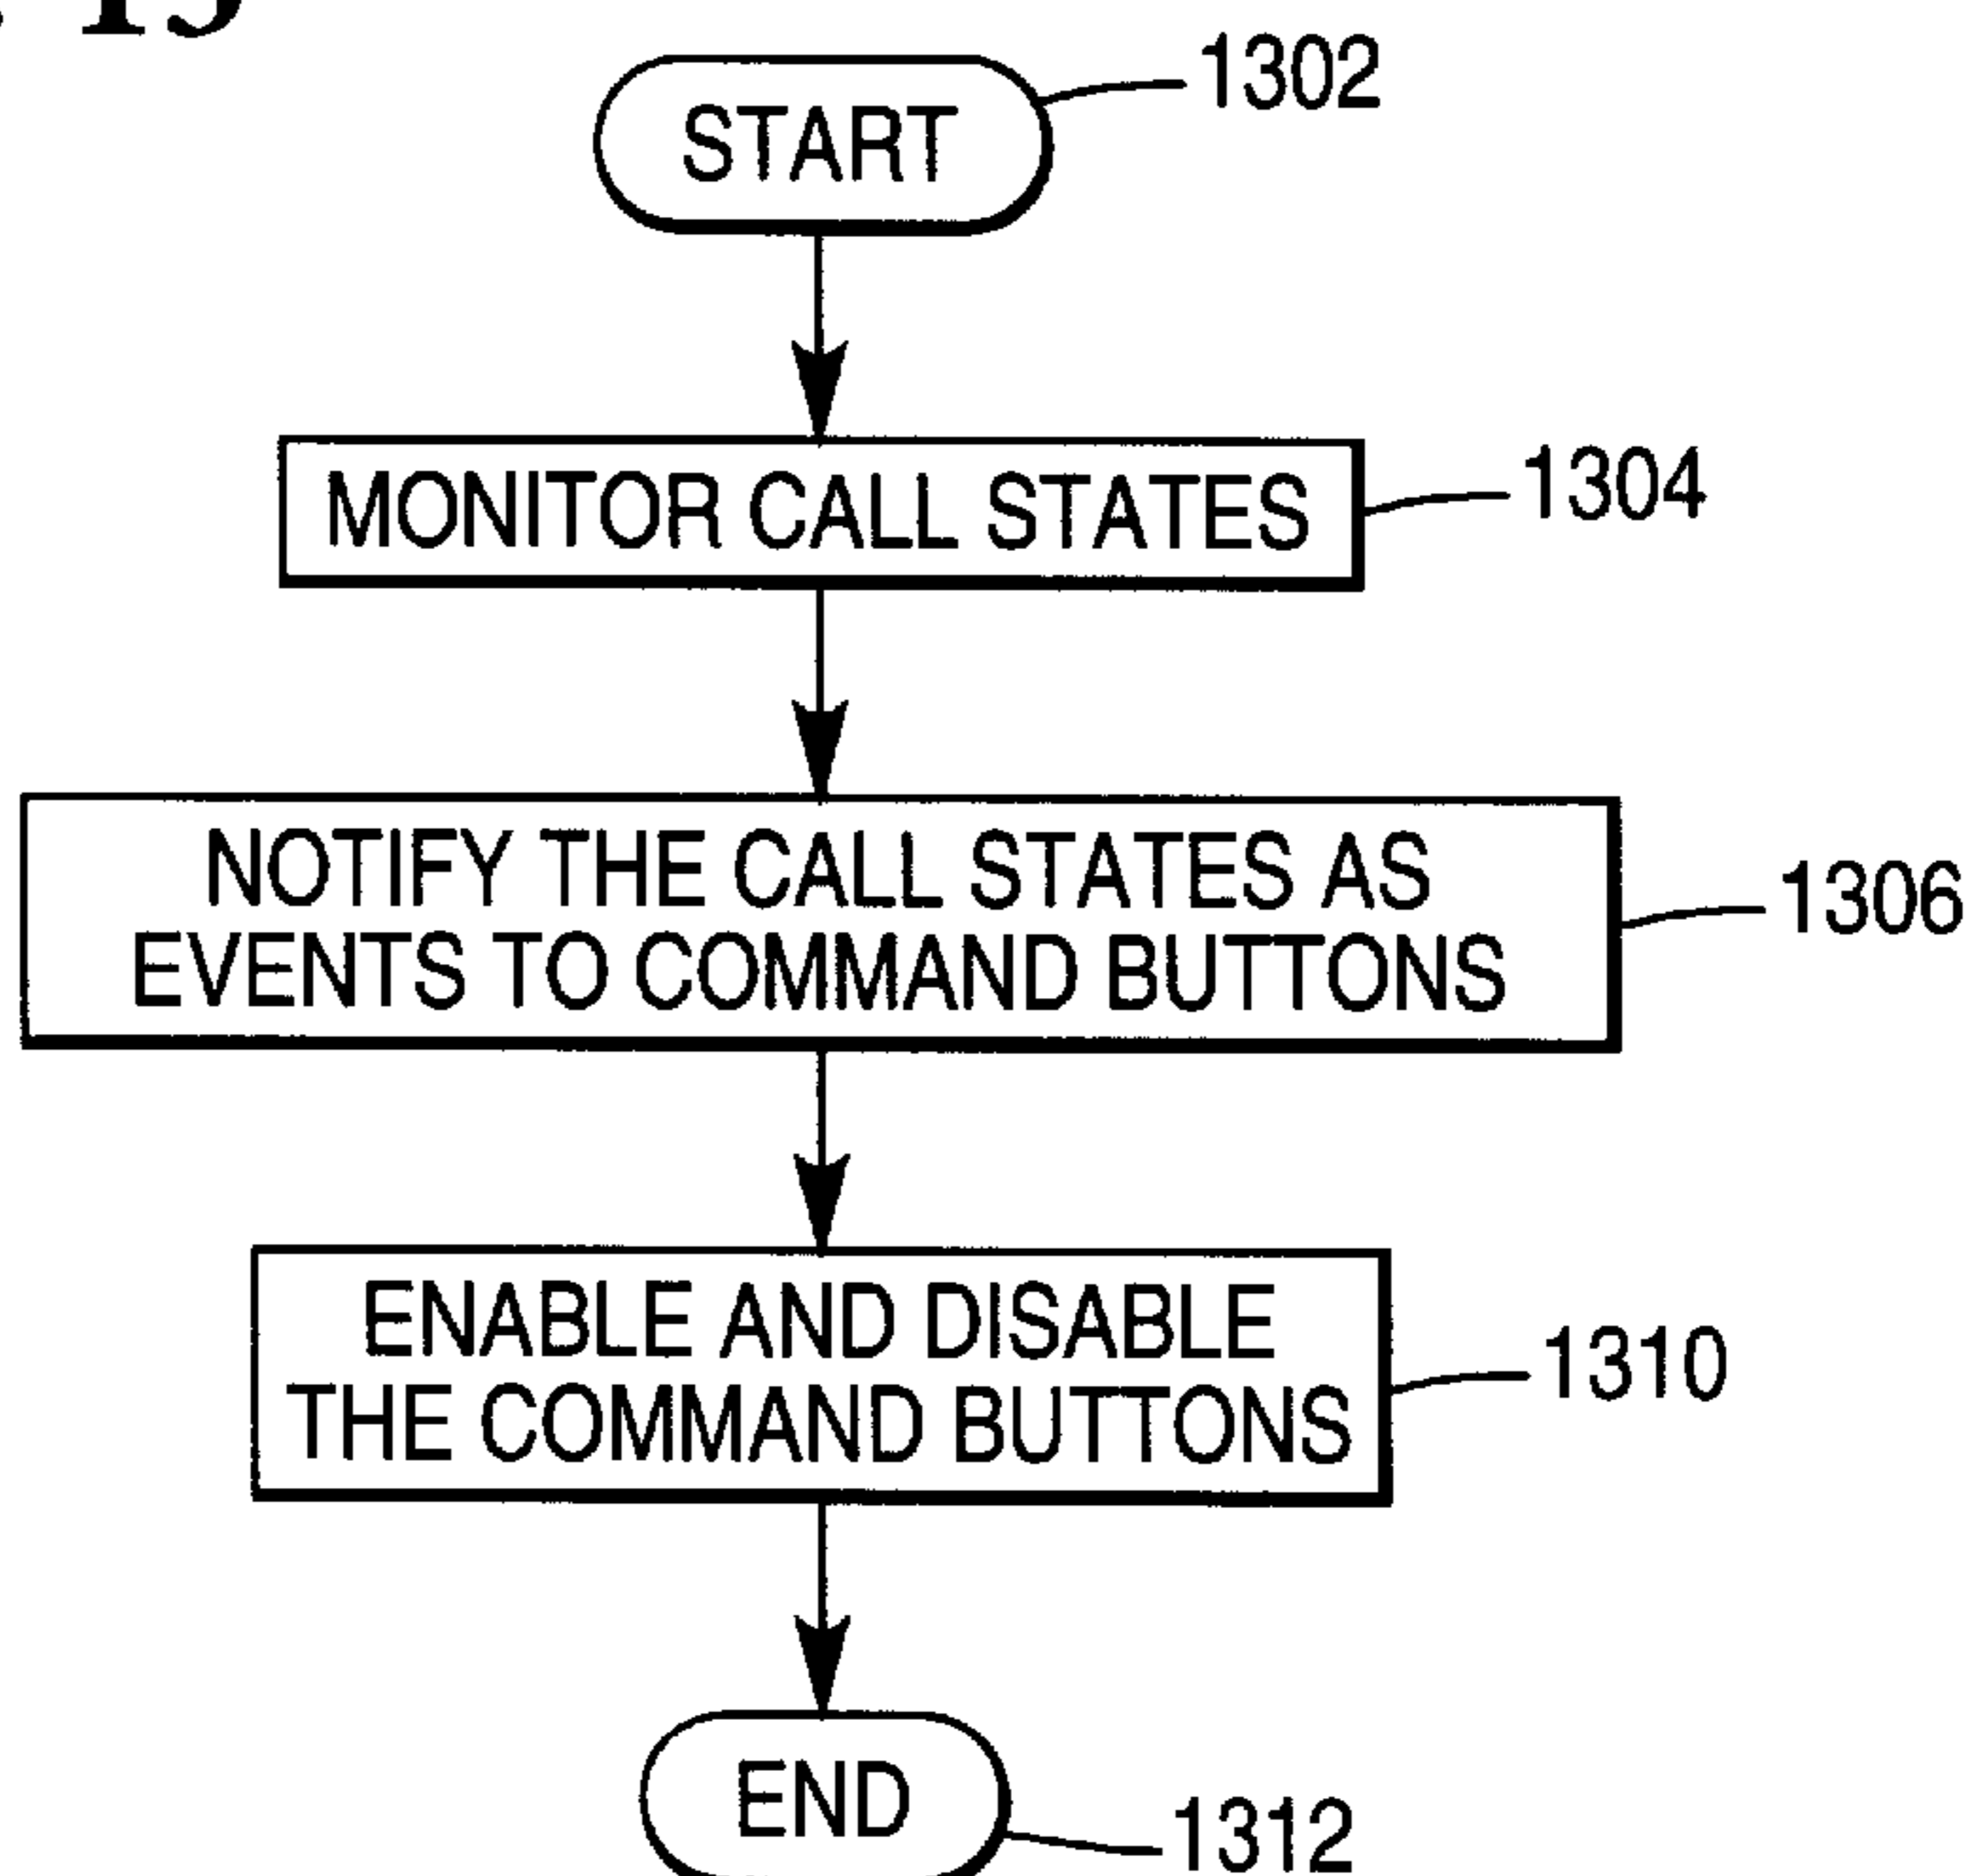 13
START
1302
MONITOR CALL STATES
1304
NOTIFY THE CALL STATES AS
EVENTS TO COMMAND BUTTONS
1306
ENABLE AND DISABLE
THE COMMAND BUTTONS
1310
END
1312